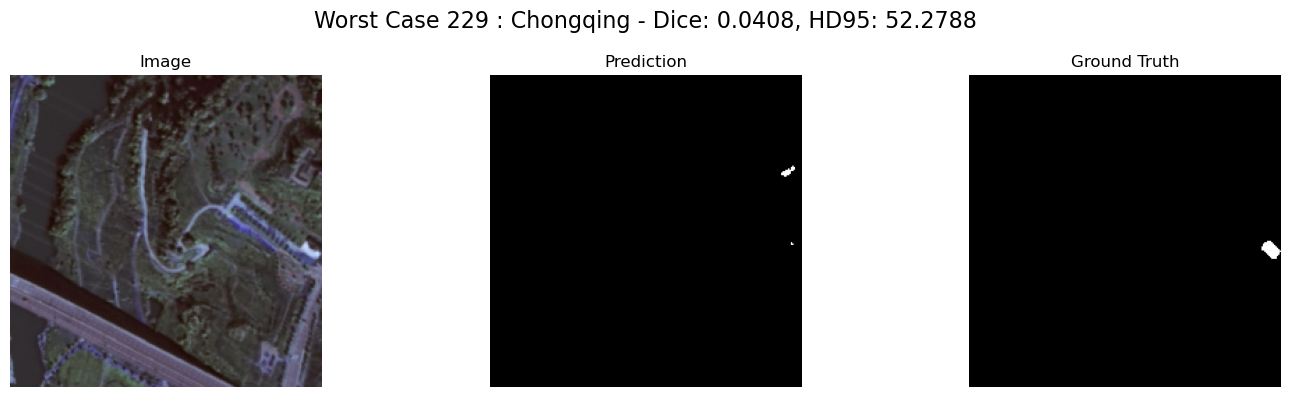 Worst Case 229 : Chongqing - Dice: 0.0408, HD95: 52.2788
Image
Prediction
Ground Truth